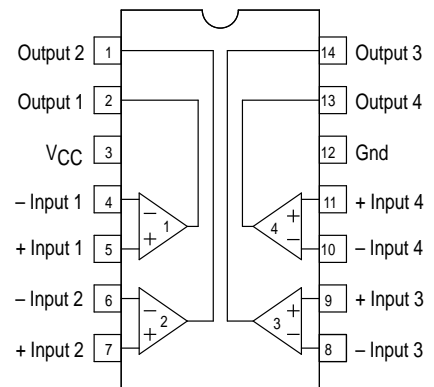 Output 2 1 14 Output 3
Output 1 2 13 Output 4
VCC 3 12 Gnd
– Input 1 4 – 1 + 11 + Input 4
+ Input 1 5 + 4 – 10 – Input 4
– Input 2 6 – 2 + 9 + Input 3
+ Input 2 7 + 3 – 8 – Input 3